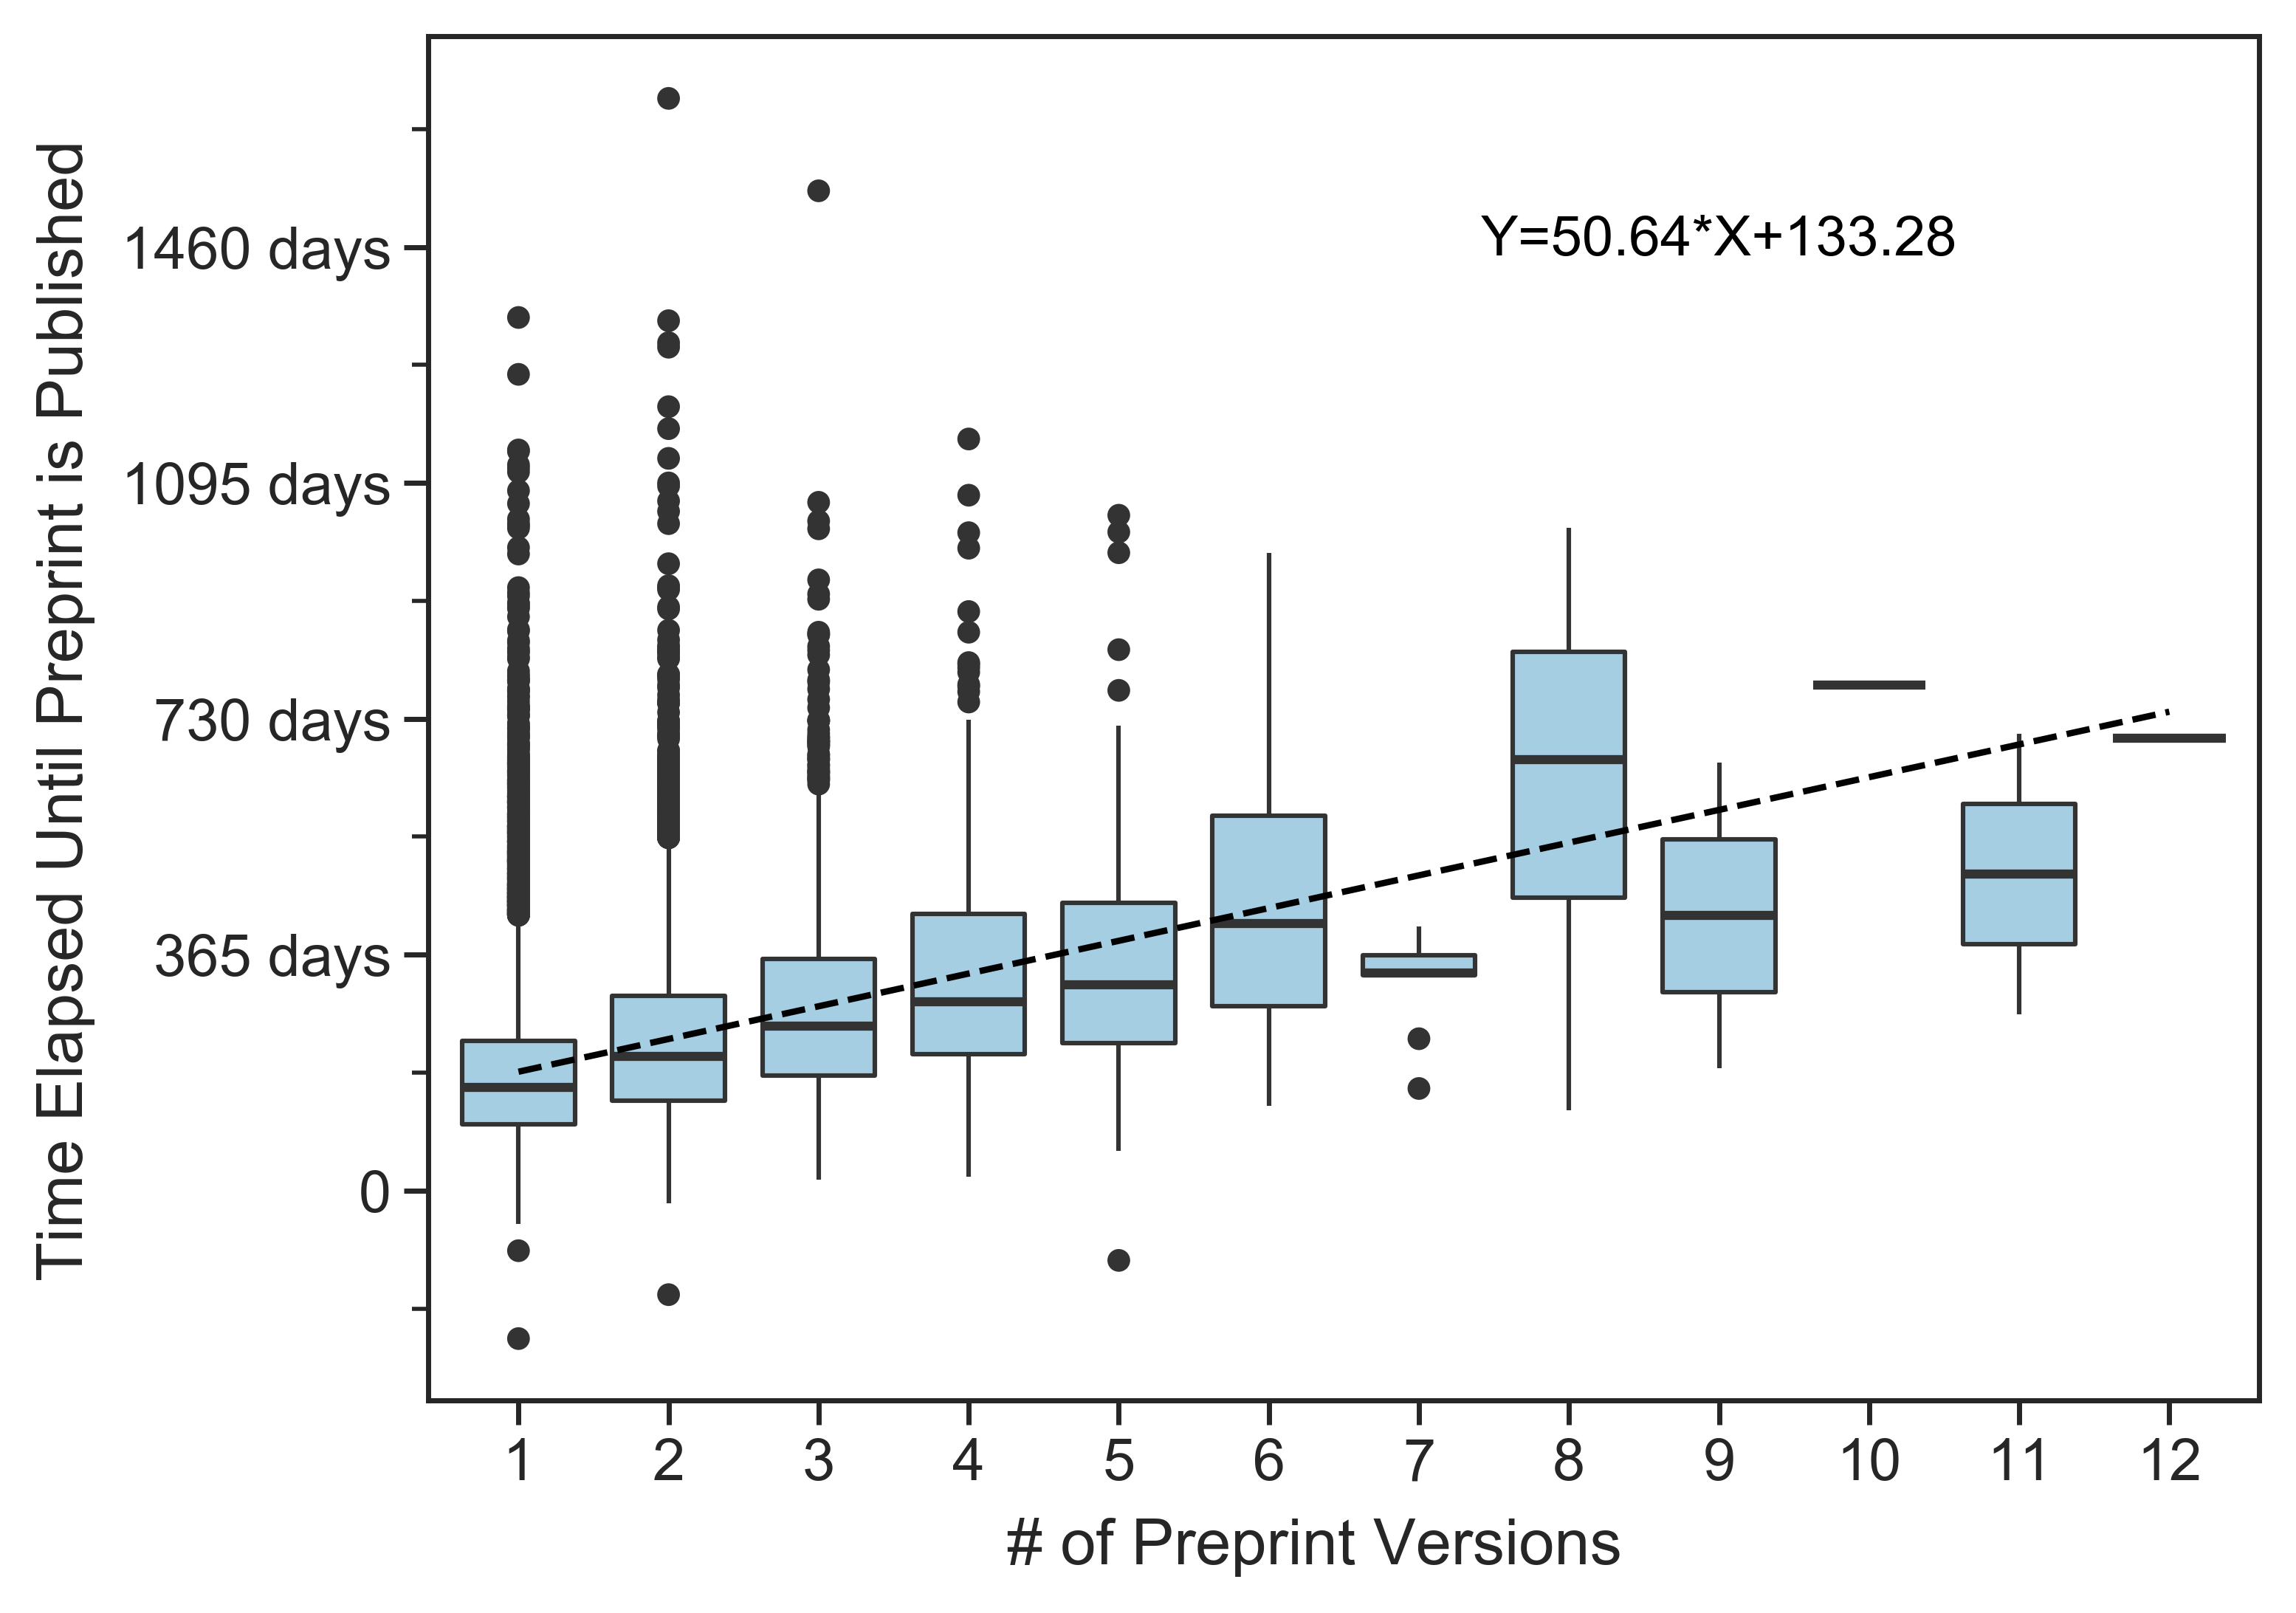 Time Elapsed Until Preprint is Published
1460 days
1095 days
730 days
365 days
0
Y=50.64*X+133.28
1 2 3 4 5 6 7 8 9 10 11 12
# of Preprint Versions